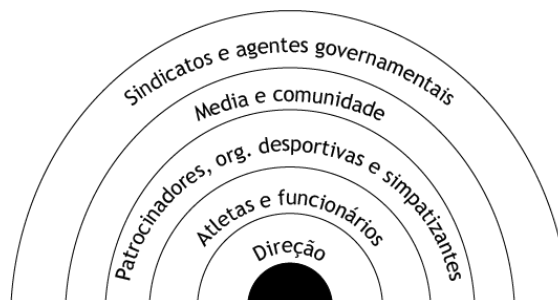 Sindicatos e agentes governamentais
Media e comunidade
Patrocinadores, org. desportivas e simpatizantes
Atletas e funcionários
Direção